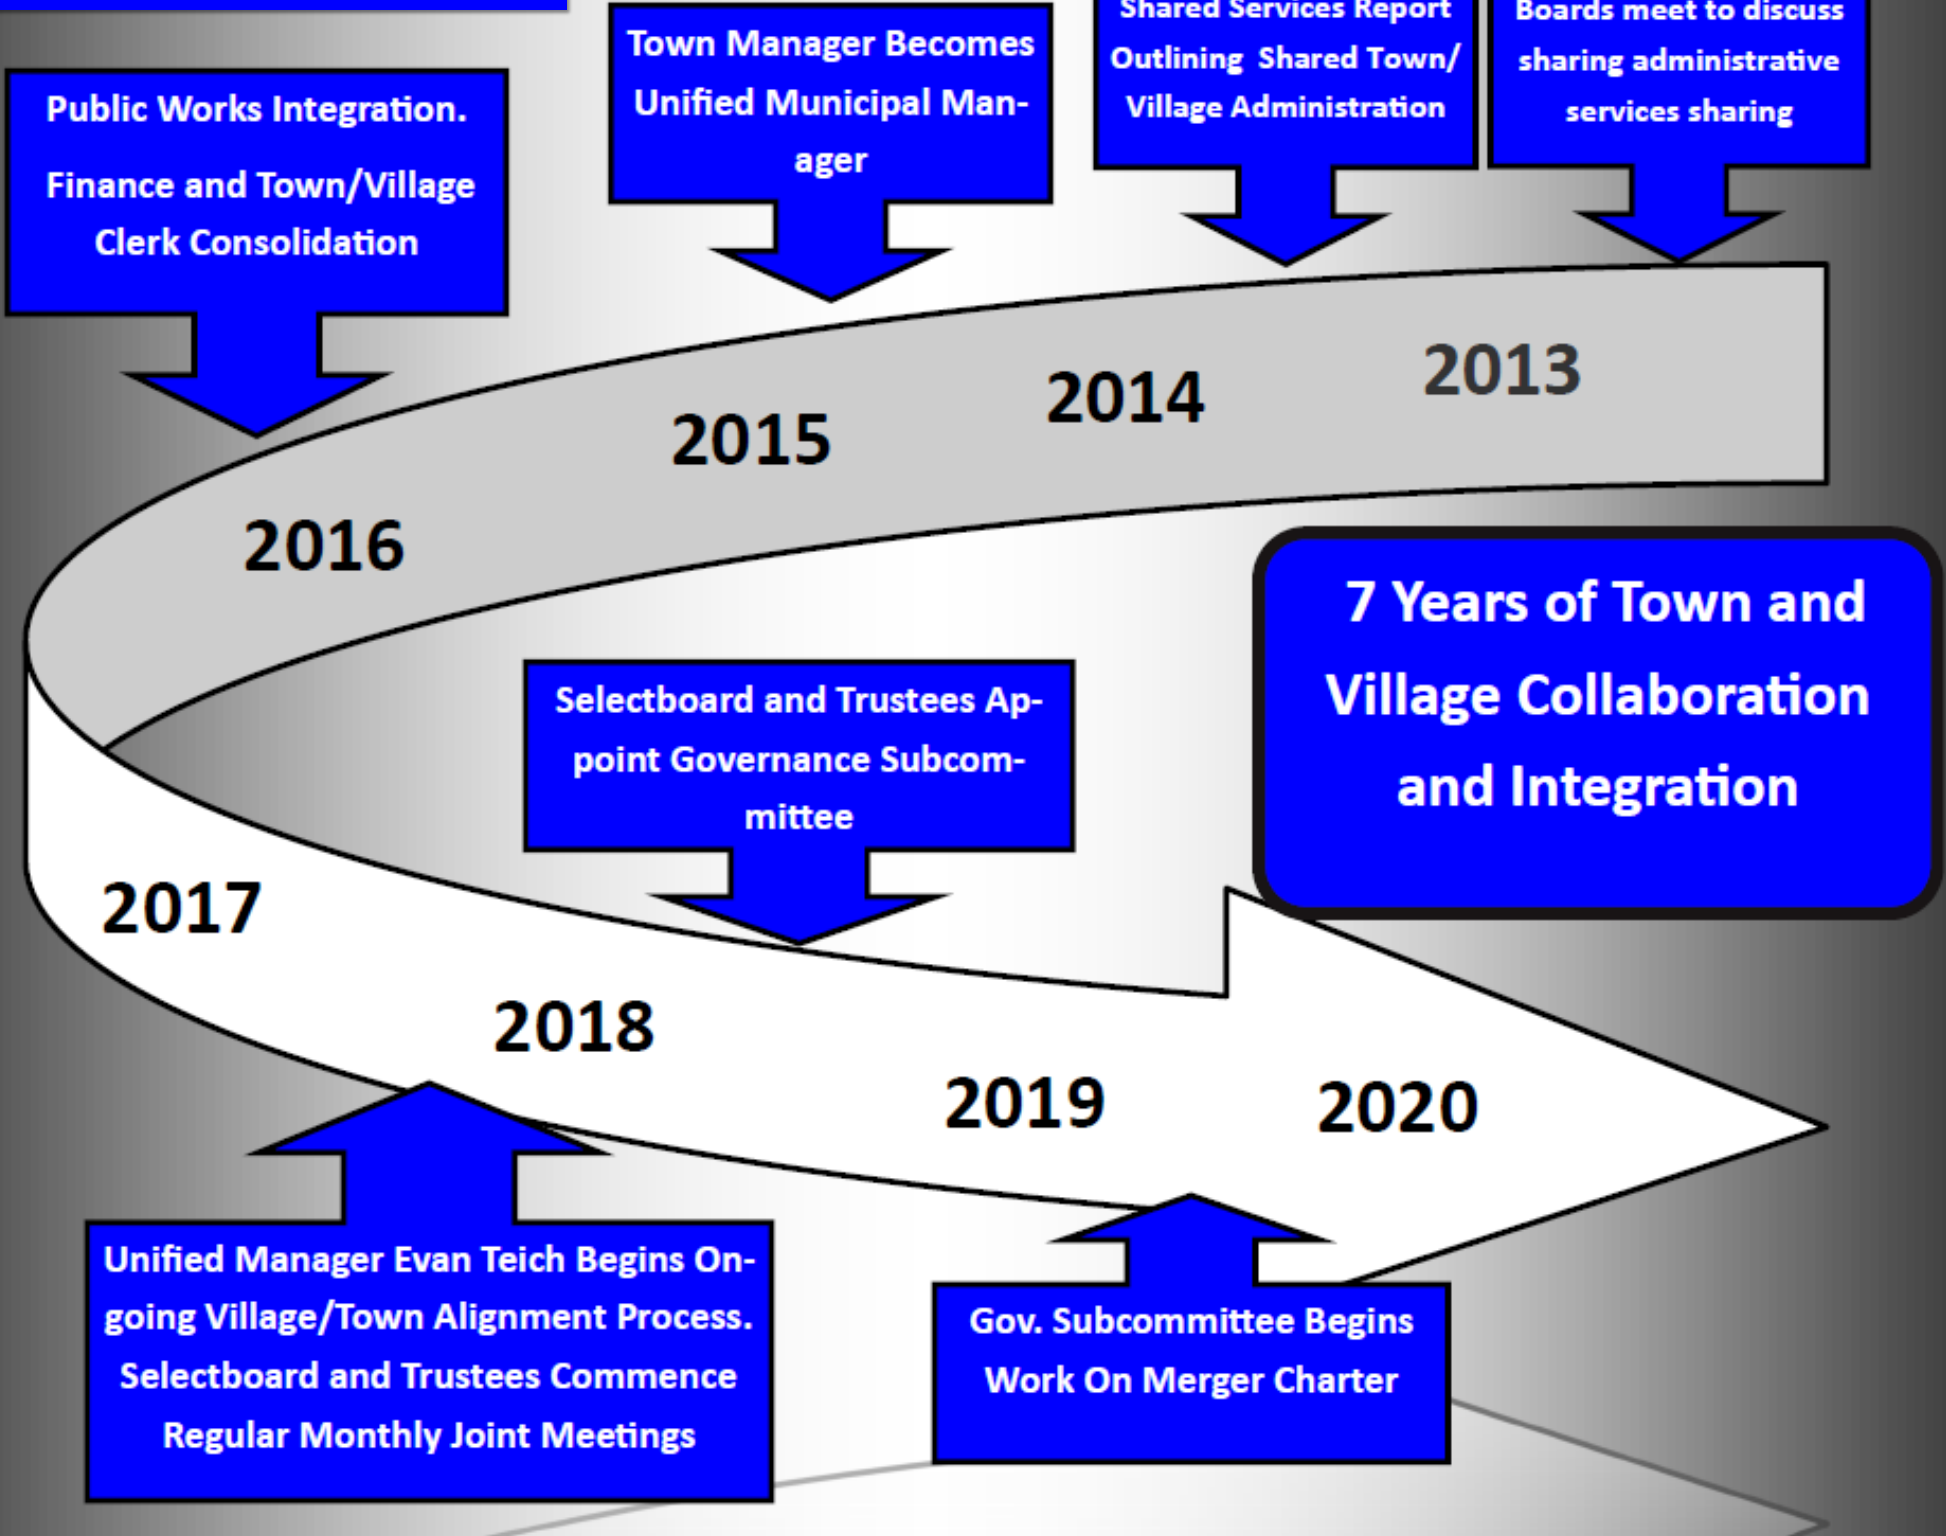 Shared Services Report
Outlining Shared Town/
Village Administration
Boards meet to discuss
sharing administrative
services sharing
Town Manager Becomes
Unified Municipal Man-
ager
Public Works Integration.
Finance and Town/Village
Clerk Consolidation
2013
2014
2015
2016
7 Years of Town and
Village Collaboration
and Integration
Selectboard and Trustees Ap-
point Governance Subcom-
mittee
2017
2018
2019
2020
Unified Manager Evan Teich Begins On-
going Village/Town Alignment Process.
Selectboard and Trustees Commence
Regular Monthly Joint Meetings
Gov. Subcommittee Begins
Work On Merger Charter